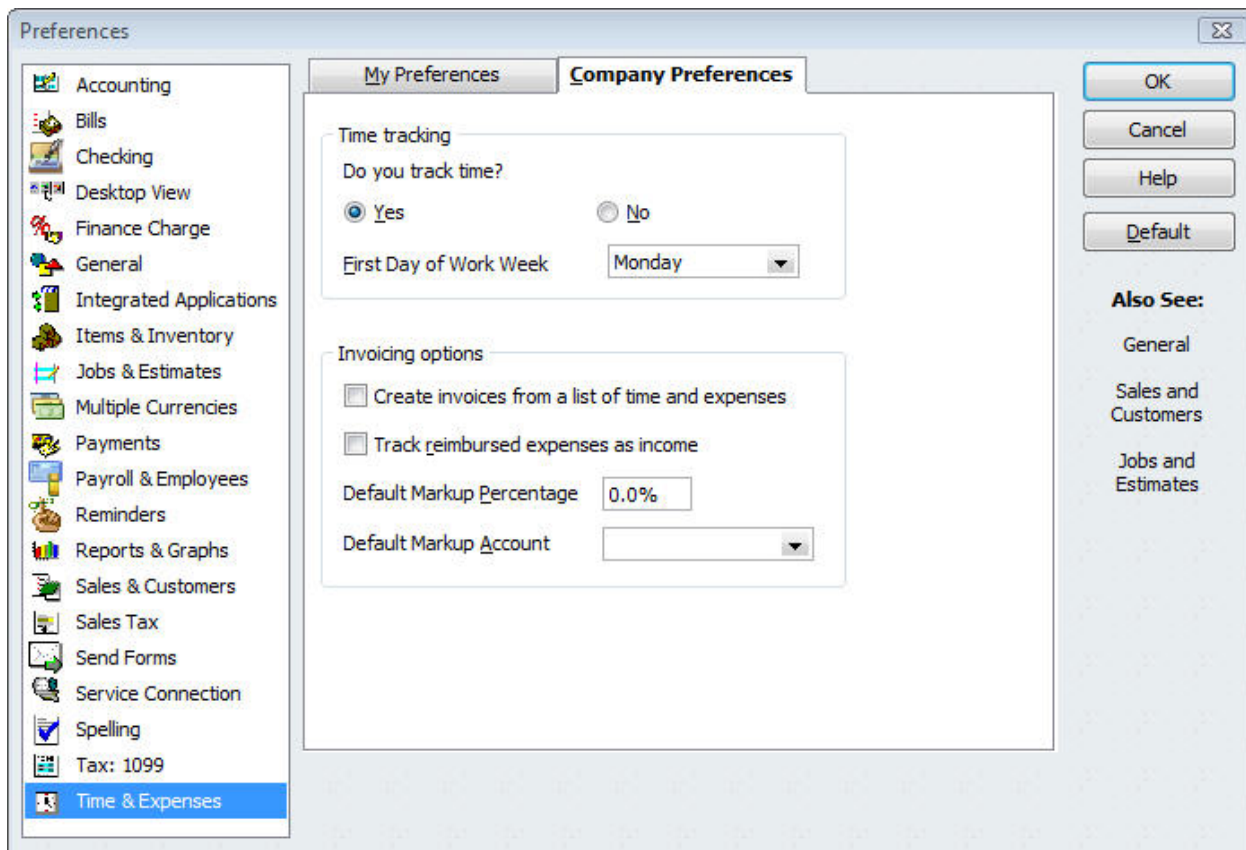 Preferences
Accounting
Bills
Checking
Desktop View
Finance Charge
General
Integrated Applications
Items & Inventory
Jobs & Estimates
Multiple Currencies
Payments
Payroll & Employees
Reminders
Reports & Graphs
Sales & Customers
Sales Tax
Send Forms
Service Connection
Spelling
Tax: 1099
Time & Expenses
My Preferences
Company Preferences
Time tracking
Do you track time?
Yes No
First Day of Work Week Monday
Invoicing options
Create invoices from a list of time and expenses
Track reimbursed expenses as income
Default Markup Percentage 0.0%
Default Markup Account
OK
Cancel
Help
Default
Also See:
General
Sales and
Customers
Jobs and
Estimates